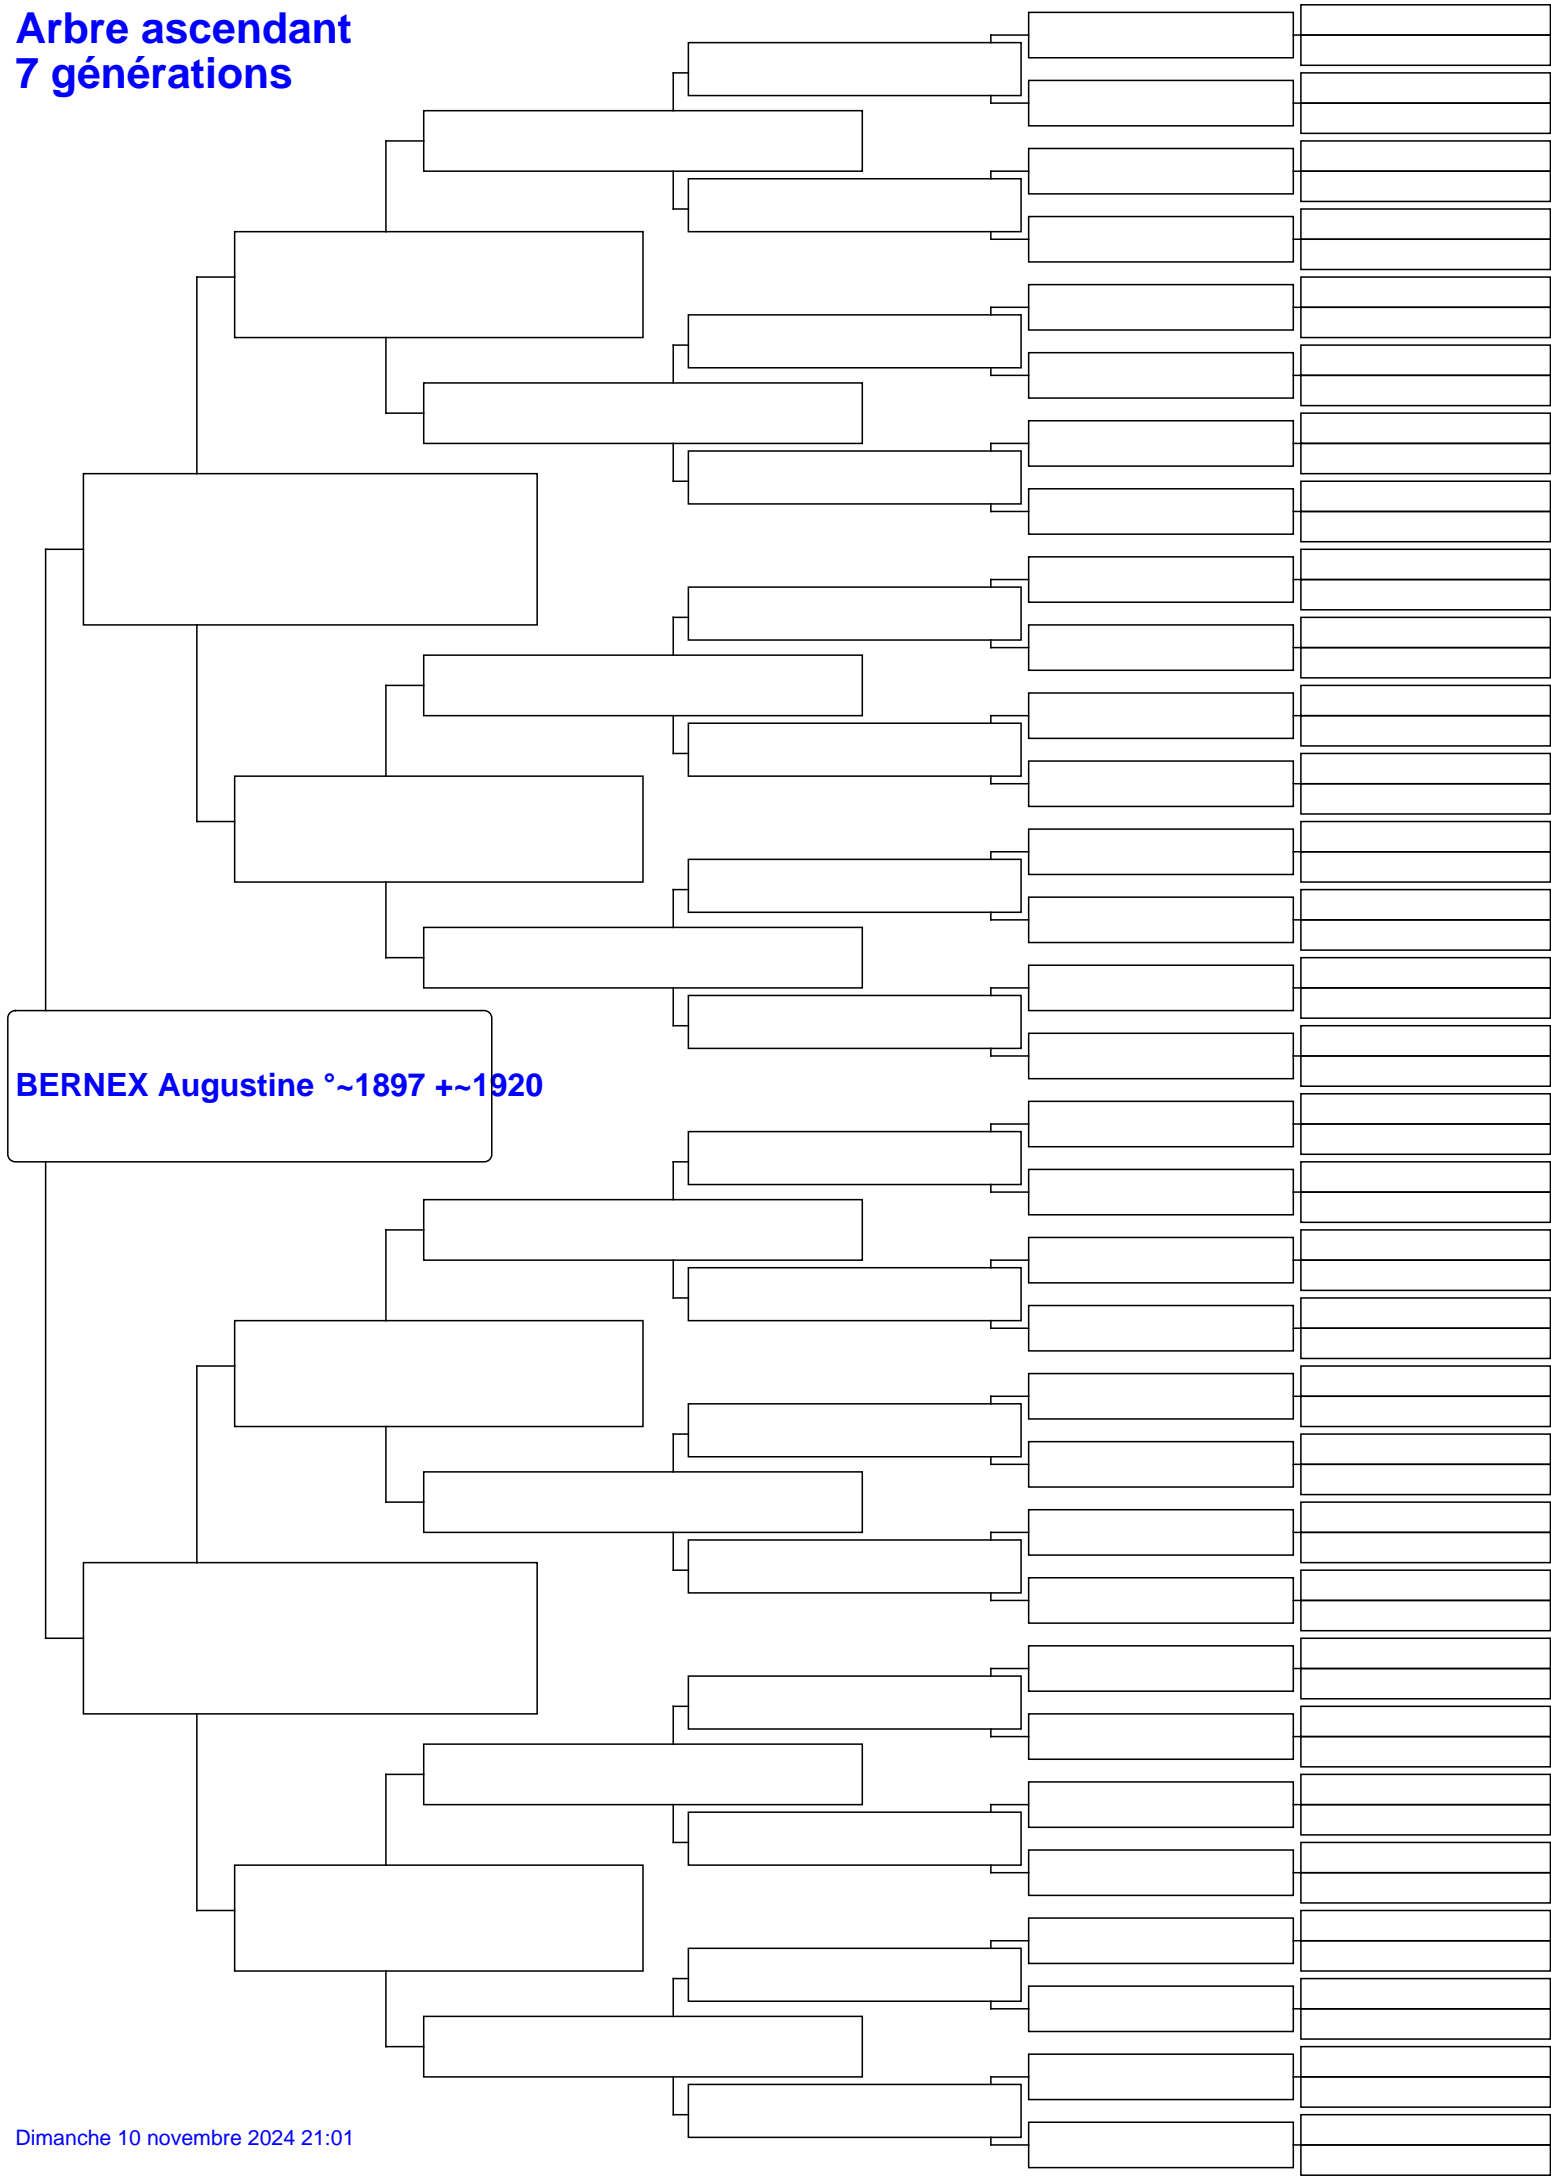 Arbre ascendant
7 générations
BERNEX Augustine °~1897 +~1920
Dimanche 10 novembre 2024 21:01